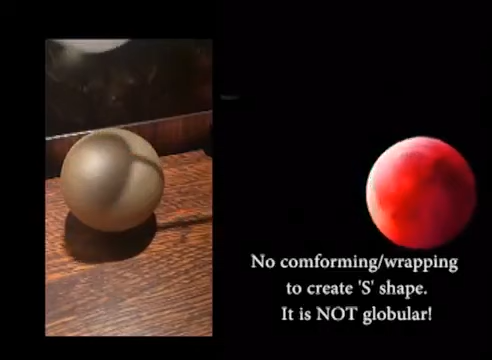 No comforming/wrapping
to create 'S' shape.
It is NOT globular!